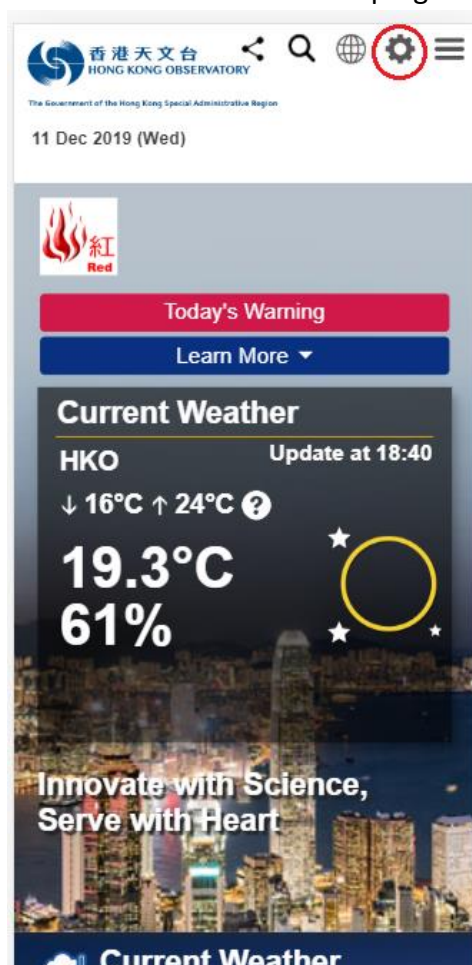 香港天文台
HONG KONG OBSERVATORY
The Government of the Hong Kong Special Administrative Region
11 Dec 2019 (Wed)
紅
Red
Today's Warning
Learn More
Current Weather
HKO
Update at 18:40
↓ 16°C ↑ 24°C ?
19.3°C
61%
Innovate with Science,
Serve with Heart
Current Weather